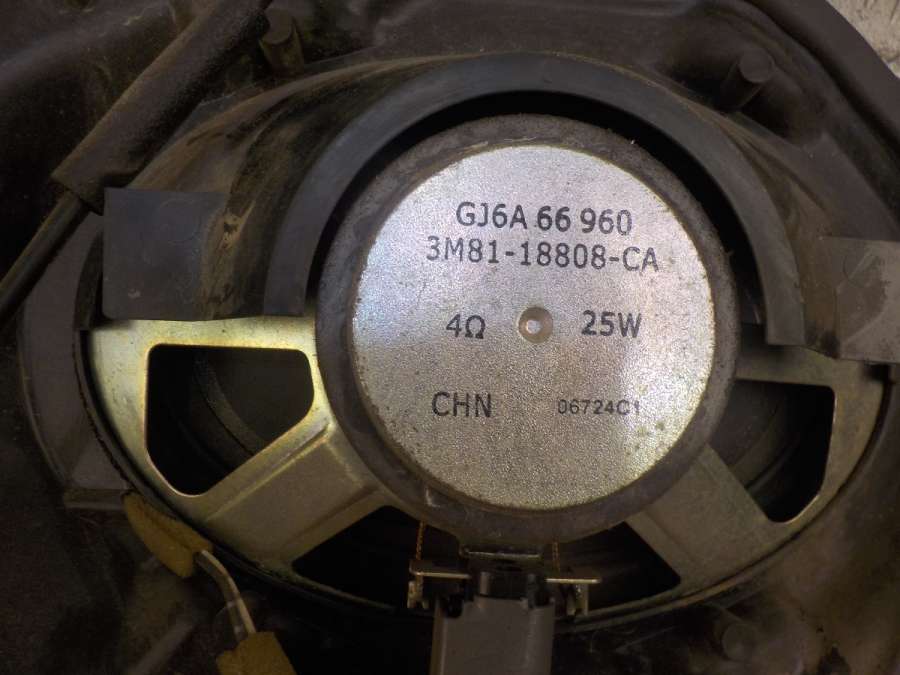 GJ6A 66 960
3M81-18808-CA
4Ω 25W
CHN 06724C1